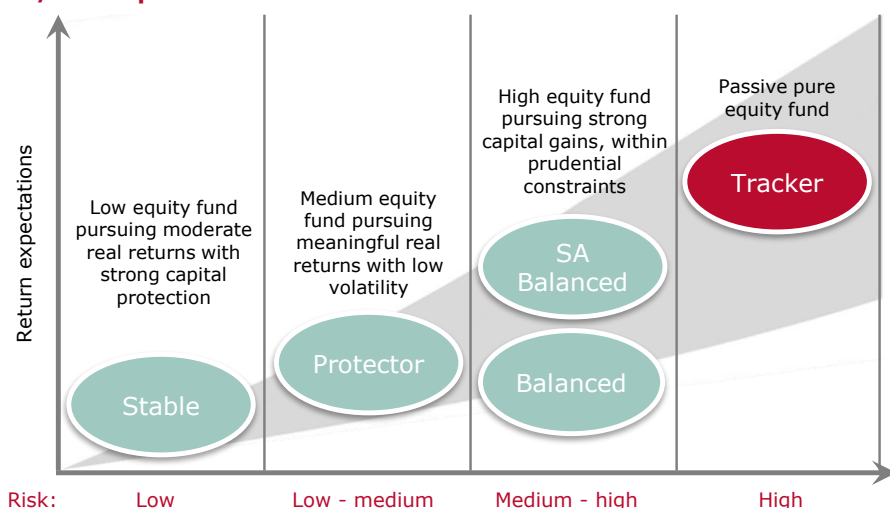 Return expectations
Low equity fund
pursuing moderate
real returns with
strong capital
protection
Stable
Medium equity
fund pursuing
meaningful real
returns with low
volatility
Protector
High equity fund
pursuing strong
capital gains, within
prudential
constraints
SA
Balanced
Balanced
Passive pure
equity fund
Tracker
Risk:
Low
Low - medium
Medium - high
High